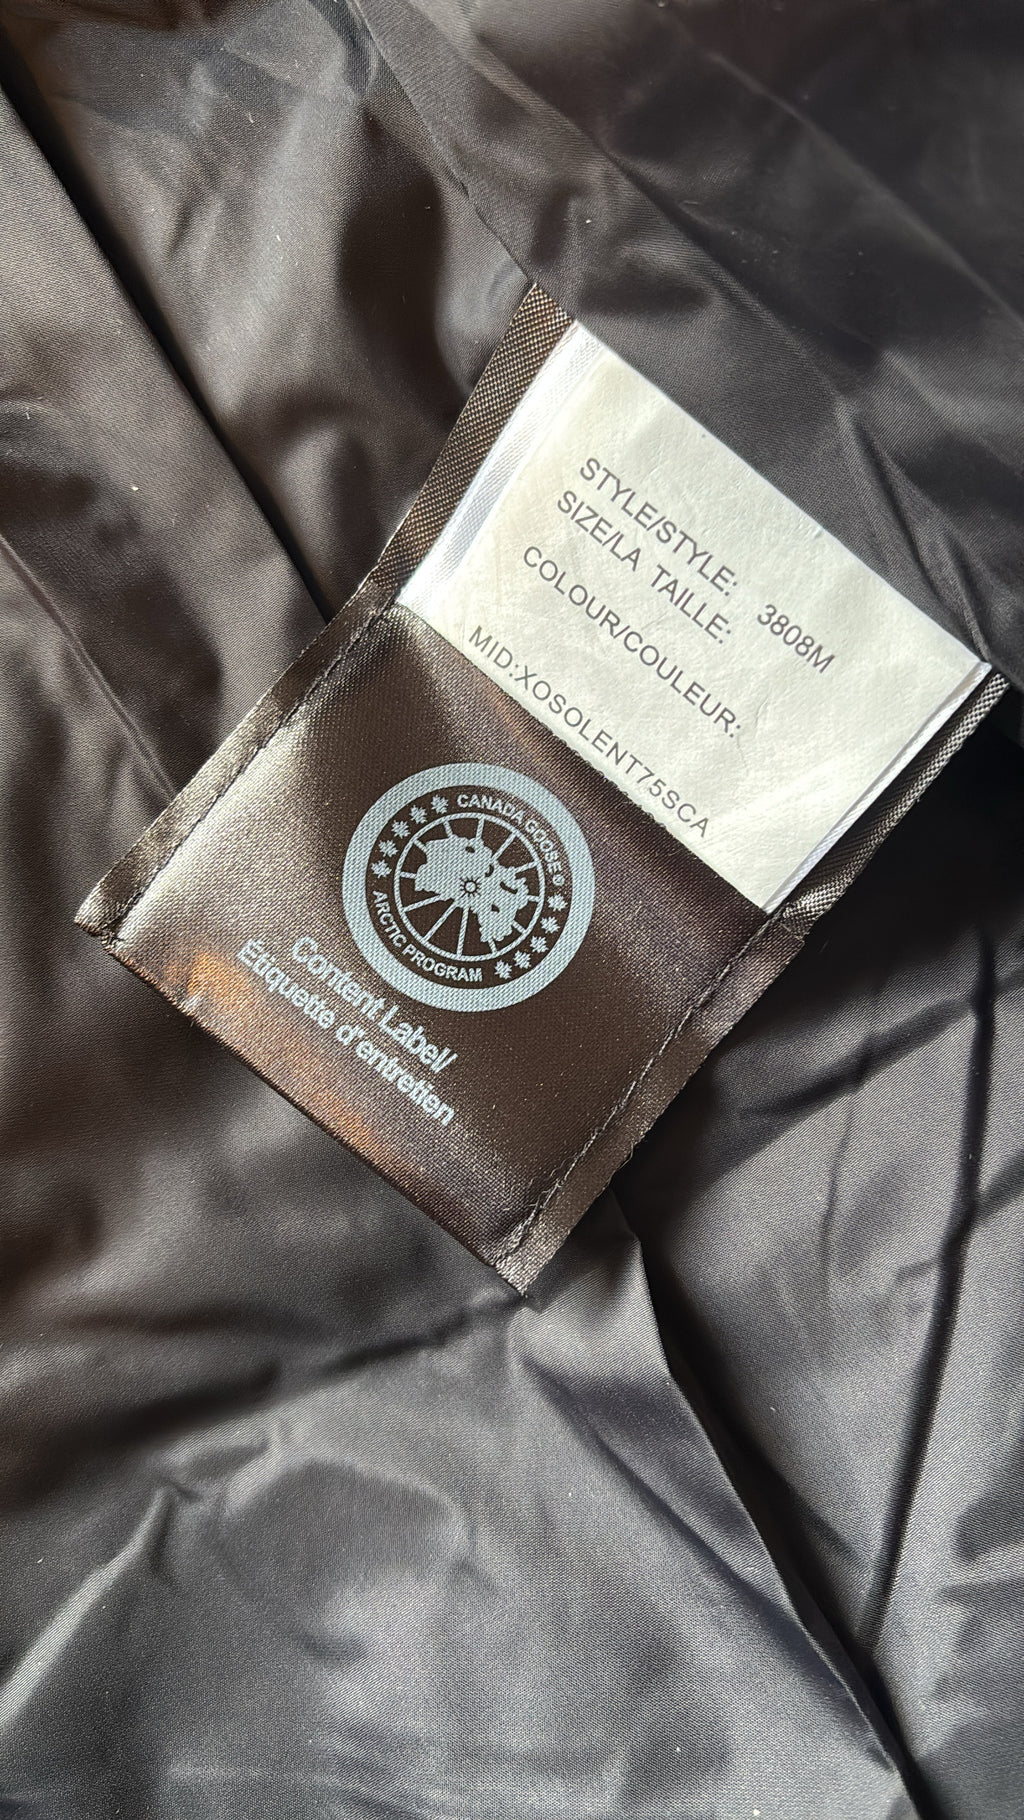 STYLE/STYLE: 3808M
SIZE/LA TAILLE:
COLOUR/COULEUR:
MID:XOSOLENT75SCA
CANADA GOOSE®
ARCTIC PROGRAM
Content Label/
Étiquette d'entretien